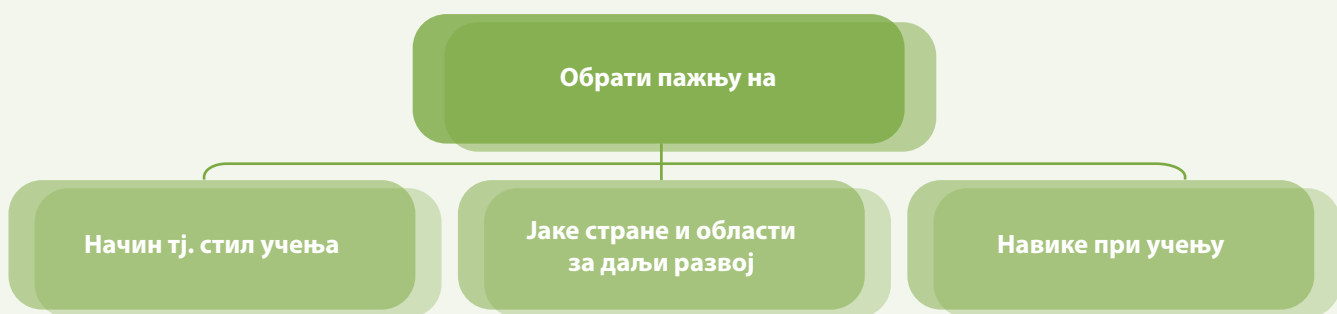 Обрати пажњу на
Начин тј. стил учења
Јаке стране и области
за даљи развој
Навике при учењу